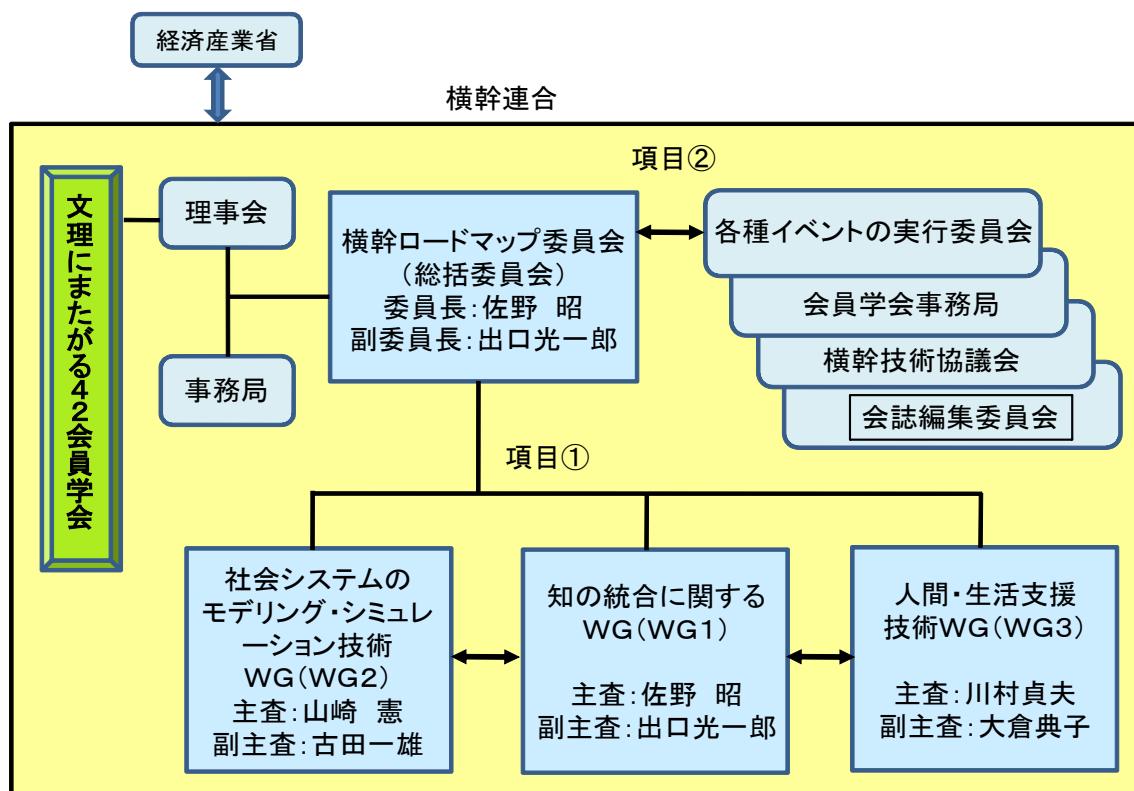 経済産業省
横幹連合
項目②
文理にまたがる４２会員学会
理事会
事務局
横幹ロードマップ委員会
(総括委員会)
委員長：佐野　昭
副委員長：出口光一郎
各種イベントの実行委員会
会員学会事務局
横幹技術協議会
会誌編集委員会
項目①
社会システムの
モデリング・シミュレ
ーション技術
ＷＧ(ＷＧ２)
主査：山崎　憲
副主査：古田一雄
知の統合に関する
ＷＧ(ＷＧ１)
主査：佐野　昭
副主査：出口光一郎
人間・生活支援
技術ＷＧ(ＷＧ３)
主査：川村貞夫
副主査：大倉典子